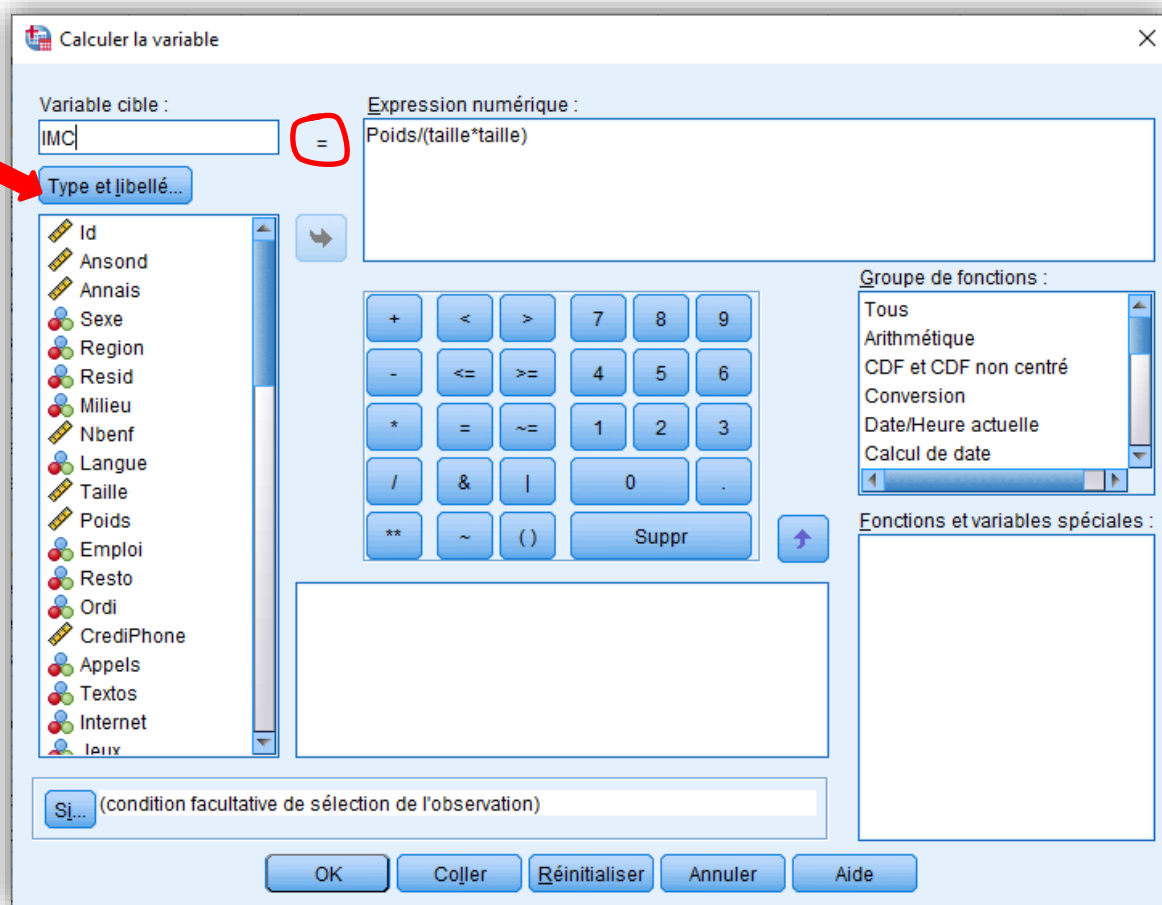 Calculer la variable
Variable cible :
IMC
=
Expression numérique :
Poids/(taille*taille)
Type et libellé...
Id
Ansond
Annais
Sexe
Region
Resid
Milieu
Nbenf
Langue
Taille
Poids
Emploi
Resto
Ordi
CrediPhone
Appels
Textos
Internet
Jeux
+ < > 7 8 9
- <= >= 4 5 6
* = ~= 1 2 3
/ & | 0 .
** ~ ( ) Suppr
Groupe de fonctions :
Tous
Arithmétique
CDF et CDF non centré
Conversion
Date/Heure actuelle
Calcul de date
Fonctions et variables spéciales :
Si... (condition facultative de sélection de l'observation)
OK Coller Réinitialiser Annuler Aide